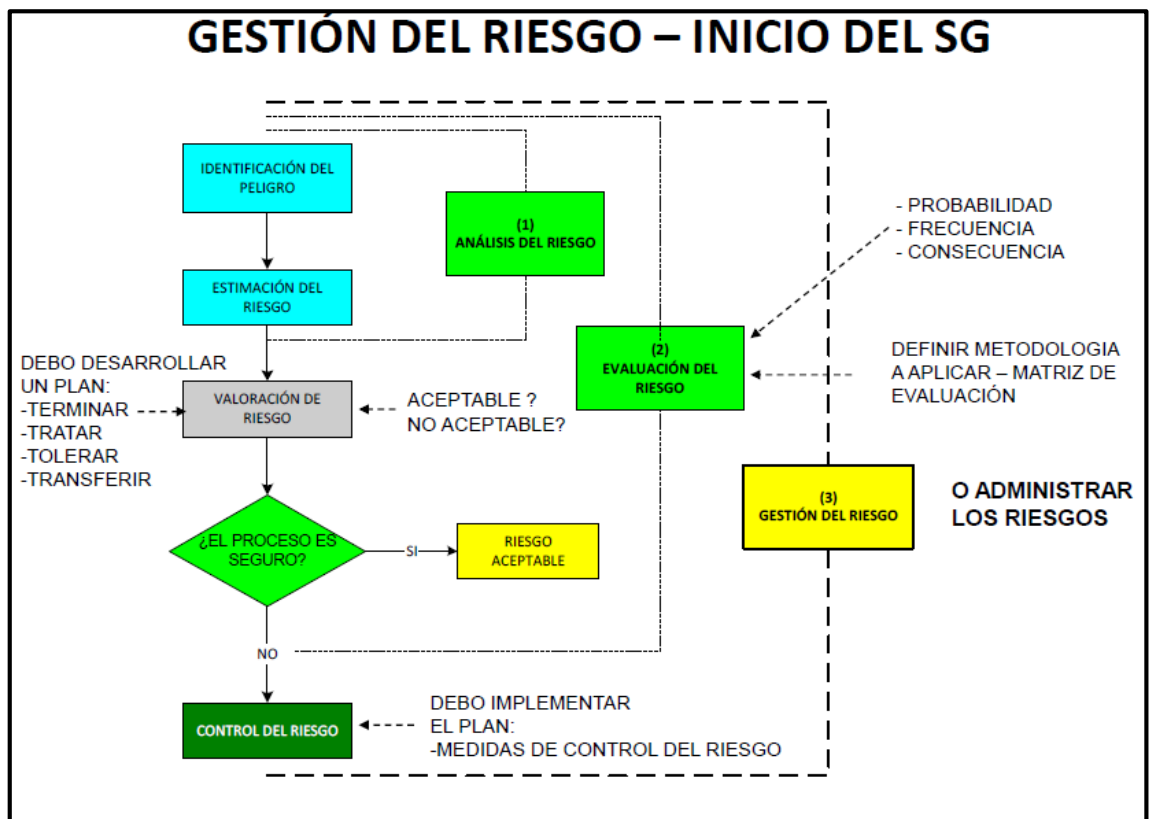 GESTIÓN DEL RIESGO – INICIO DEL SG
IDENTIFICACIÓN DEL
PELIGRO
(1)
ANÁLISIS DEL RIESGO
- PROBABILIDAD
- FRECUENCIA
- CONSECUENCIA
ESTIMACIÓN DEL
RIESGO
(2)
EVALUACIÓN DEL
RIESGO
DEFINIR METODOLOGIA
A APLICAR – MATRIZ DE
EVALUACIÓN
DEBO DESARROLLAR
UN PLAN:
-TERMINAR
-TRATAR
-TOLERAR
-TRANSFERIR
VALORACIÓN DE
RIESGO
ACEPTABLE ?
NO ACEPTABLE?
(3)
GESTIÓN DEL RIESGO
O ADMINISTRAR
LOS RIESGOS
¿EL PROCESO ES
SEGURO?
SI
RIESGO
ACEPTABLE
NO
CONTROL DEL RIESGO
DEBO IMPLEMENTAR
EL PLAN:
-MEDIDAS DE CONTROL DEL RIESGO